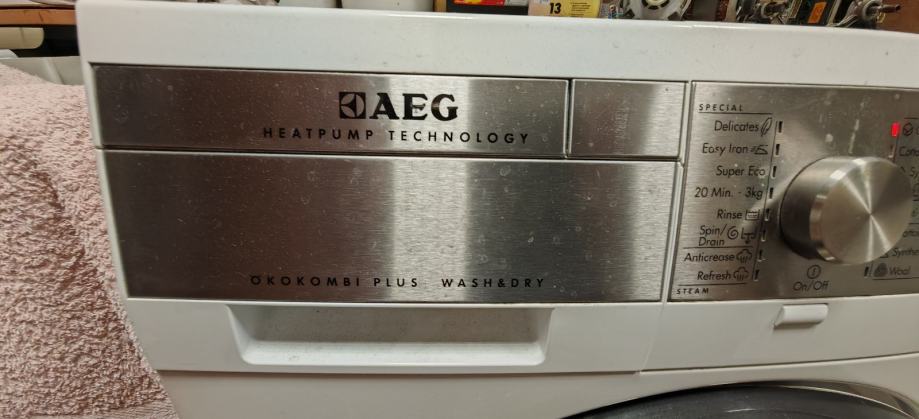 13
AEG
HEATPUMP TECHNOLOGY
ÖKOKOMBI PLUS WASH&DRY
SPECIAL
Delicates
Easy Iron
Super Eco
20 Min. - 3kg
Rinse
Spin/
Drain
Anticrease
Refresh
STEAM
On/Off
Wool